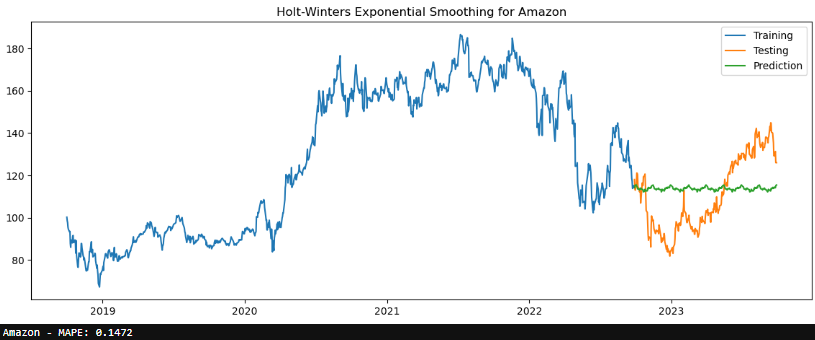 Holt-Winters Exponential Smoothing for Amazon
Training
Testing
Prediction
180
160
140
120
100
80
2019
2020
2021
2022
2023
Amazon - MAPE: 0.1472